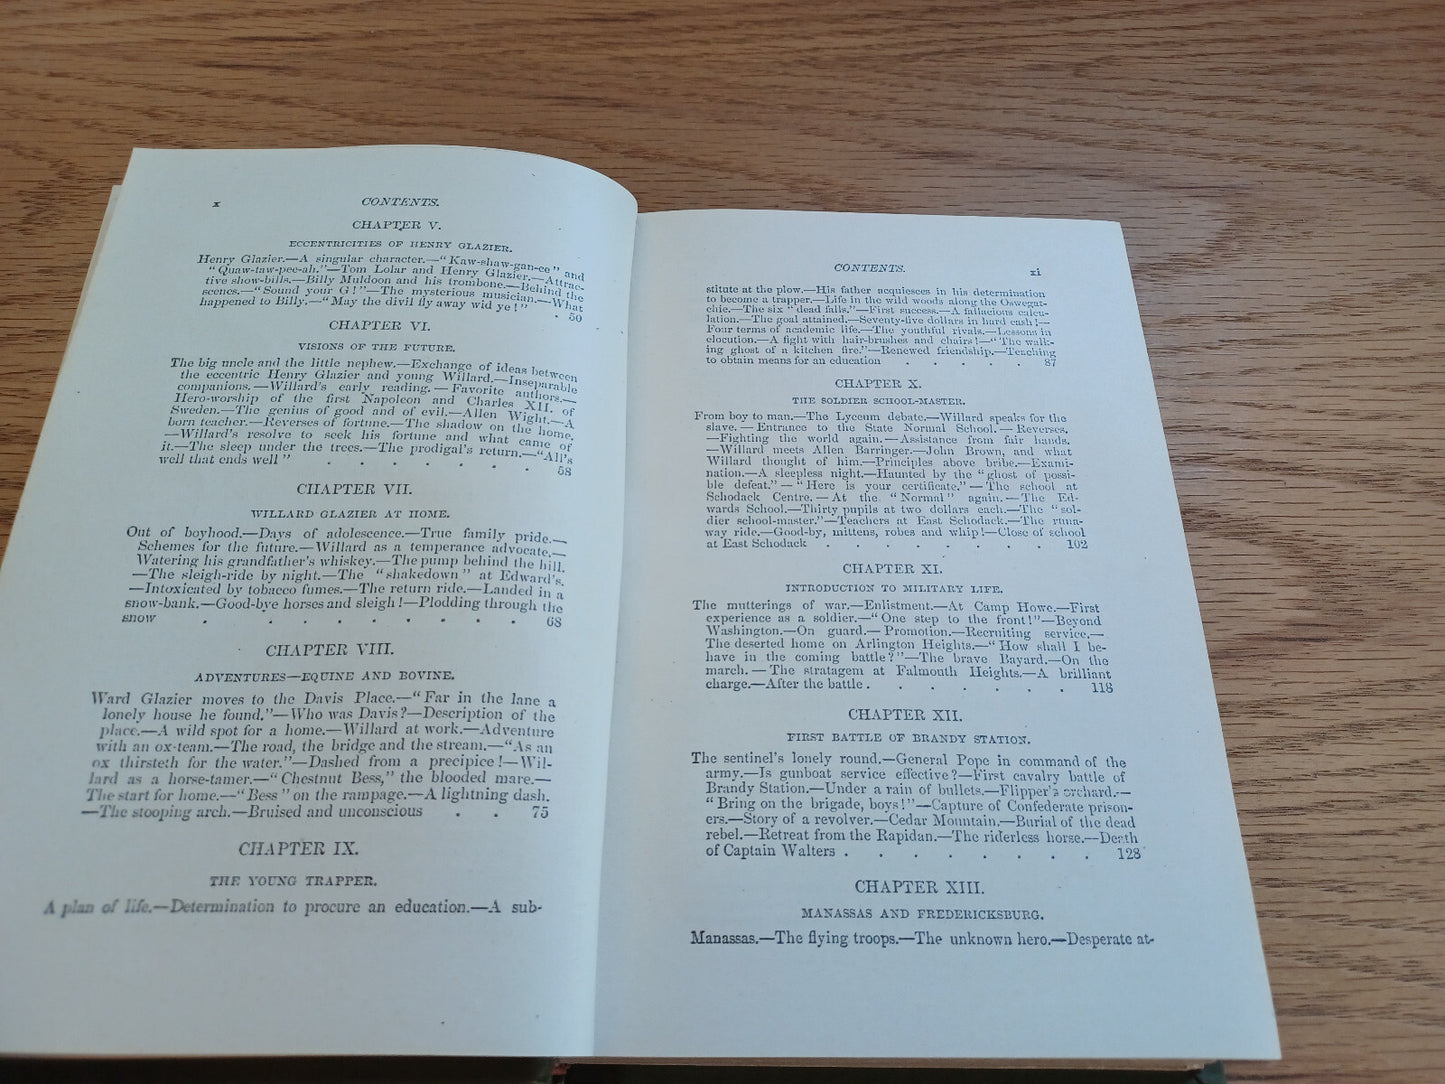 x
CONTENTS.
CHAPTER V.
ECCENTRICITIES OF HENRY GLAZIER.
Henry Glazier.—A singular character.—“Kaw-shaw-gan-ce” and
“Quaw-taw-pee-ah.”—Tom Lolar and Henry Glazier.—Attrac-
tive show-bills.—Billy Muldoon and his trombone.—Behind the
scenes.—“Sound your G!”—The mysterious musician.—What
happened to Billy.—“May the divil fly away wid ye!” . 50
CHAPTER VI.
VISIONS OF THE FUTURE.
The big uncle and the little nephew.—Exchange of ideas between
the eccentric Henry Glazier and young Willard.—Inseparable
companions.—Willard's early reading.—Favorite authors.—
Hero-worship of the first Napoleon and Charles XII. of
Sweden.—The genius of good and of evil.—Allen Wight.—A
born teacher.—Reverses of fortune.—The shadow on the home.
—Willard's resolve to seek his fortune and what came of
it.—The sleep under the trees.—The prodigal's return.—“All's
well that ends well” . . . . . . . 58
CHAPTER VII.
WILLARD GLAZIER AT HOME.
Out of boyhood.—Days of adolescence.—True family pride.—
Schemes for the future.—Willard as a temperance advocate.—
Watering his grandfather's whiskey.—The pump behind the hill.
—The sleigh-ride by night.—The “shakedown” at Edward's.
—Intoxicated by tobacco fumes.—The return ride.—Landed in a
snow-bank.—Good-bye horses and sleigh!—Plodding through the
snow . . . . . . . . . 68
CHAPTER VIII.
ADVENTURES—EQUINE AND BOVINE.
Ward Glazier moves to the Davis Place.—“Far in the lane a
lonely house he found.”—Who was Davis?—Description of the
place.—A wild spot for a home.—Willard at work.—Adventure
with an ox-team.—The road, the bridge and the stream.—“As an
ox thirsteth for the water.”—Dashed from a precipice!—Wil-
lard as a horse-tamer.—“Chestnut Bess,” the blooded mare.—
The start for home.—“Bess” on the rampage.—A lightning dash.
—The stooping arch.—Bruised and unconscious . . 75
CHAPTER IX.
THE YOUNG TRAPPER.
A plan of life.—Determination to procure an education.—A sub-
CONTENTS.
xi
stitute at the plow.—His father acquiesces in his determination
to become a trapper.—Life in the wild woods along the Oswegat-
chie.—The six “dead falls.”—First success.—A fallacious calcu-
lation.—The goal attained.—Seventy-five dollars in hard cash!—
Four terms of academic life.—The youthful rivals.—Lessons in
elocution.—A fight with hair-brushes and chairs!—“The walk-
ing ghost of a kitchen fire.”—Renewed friendship.—Teaching
to obtain means for an education . . . . . 87
CHAPTER X.
THE SOLDIER SCHOOL-MASTER.
From boy to man.—The Lyceum debate.—Willard speaks for the
slave.—Entrance to the State Normal School.—Reverses.
—Fighting the world again.—Assistance from fair hands.
—Willard meets Allen Barringer.—John Brown, and what
Willard thought of him.—Principles above bribe.—Exami-
nation.—A sleepless night.—Haunted by the “ghost of possi-
ble defeat.”—“Here is your certificate.”—The school at
Schodack Centre.—At the “Normal” again.—The Ed-
wards School.—Thirty pupils at two dollars each.—The “sol-
dier school-master.”—Teachers at East Schodack.—The runa-
way ride.—Good-by, mittens, robes and whip!—Close of school
at East Schodack . . . . . . . . 102
CHAPTER XI.
INTRODUCTION TO MILITARY LIFE.
The mutterings of war.—Enlistment.—At Camp Howe.—First
experience as a soldier.—“One step to the front!”—Beyond
Washington.—On guard.—Promotion.—Recruiting service.—
The deserted home on Arlington Heights.—“How shall I be-
have in the coming battle?”—The brave Bayard.—On the
march.—The stratagem at Falmouth Heights.—A brilliant
charge.—After the battle . . . . . . . 118
CHAPTER XII.
FIRST BATTLE OF BRANDY STATION.
The sentinel's lonely round.—General Pope in command of the
army.—Is gunboat service effective?—First cavalry battle of
Brandy Station.—Under a rain of bullets.—Flipper's orchard.—
“Bring on the brigade, boys!”—Capture of Confederate prison-
ers.—Story of a revolver.—Cedar Mountain.—Burial of the dead
rebel.—Retreat from the Rapidan.—The riderless horse.—Death
of Captain Walters . . . . . . . . 128
CHAPTER XIII.
MANASSAS AND FREDERICKSBURG.
Manassas.—The flying troops.—The unknown hero.—Desperate at-